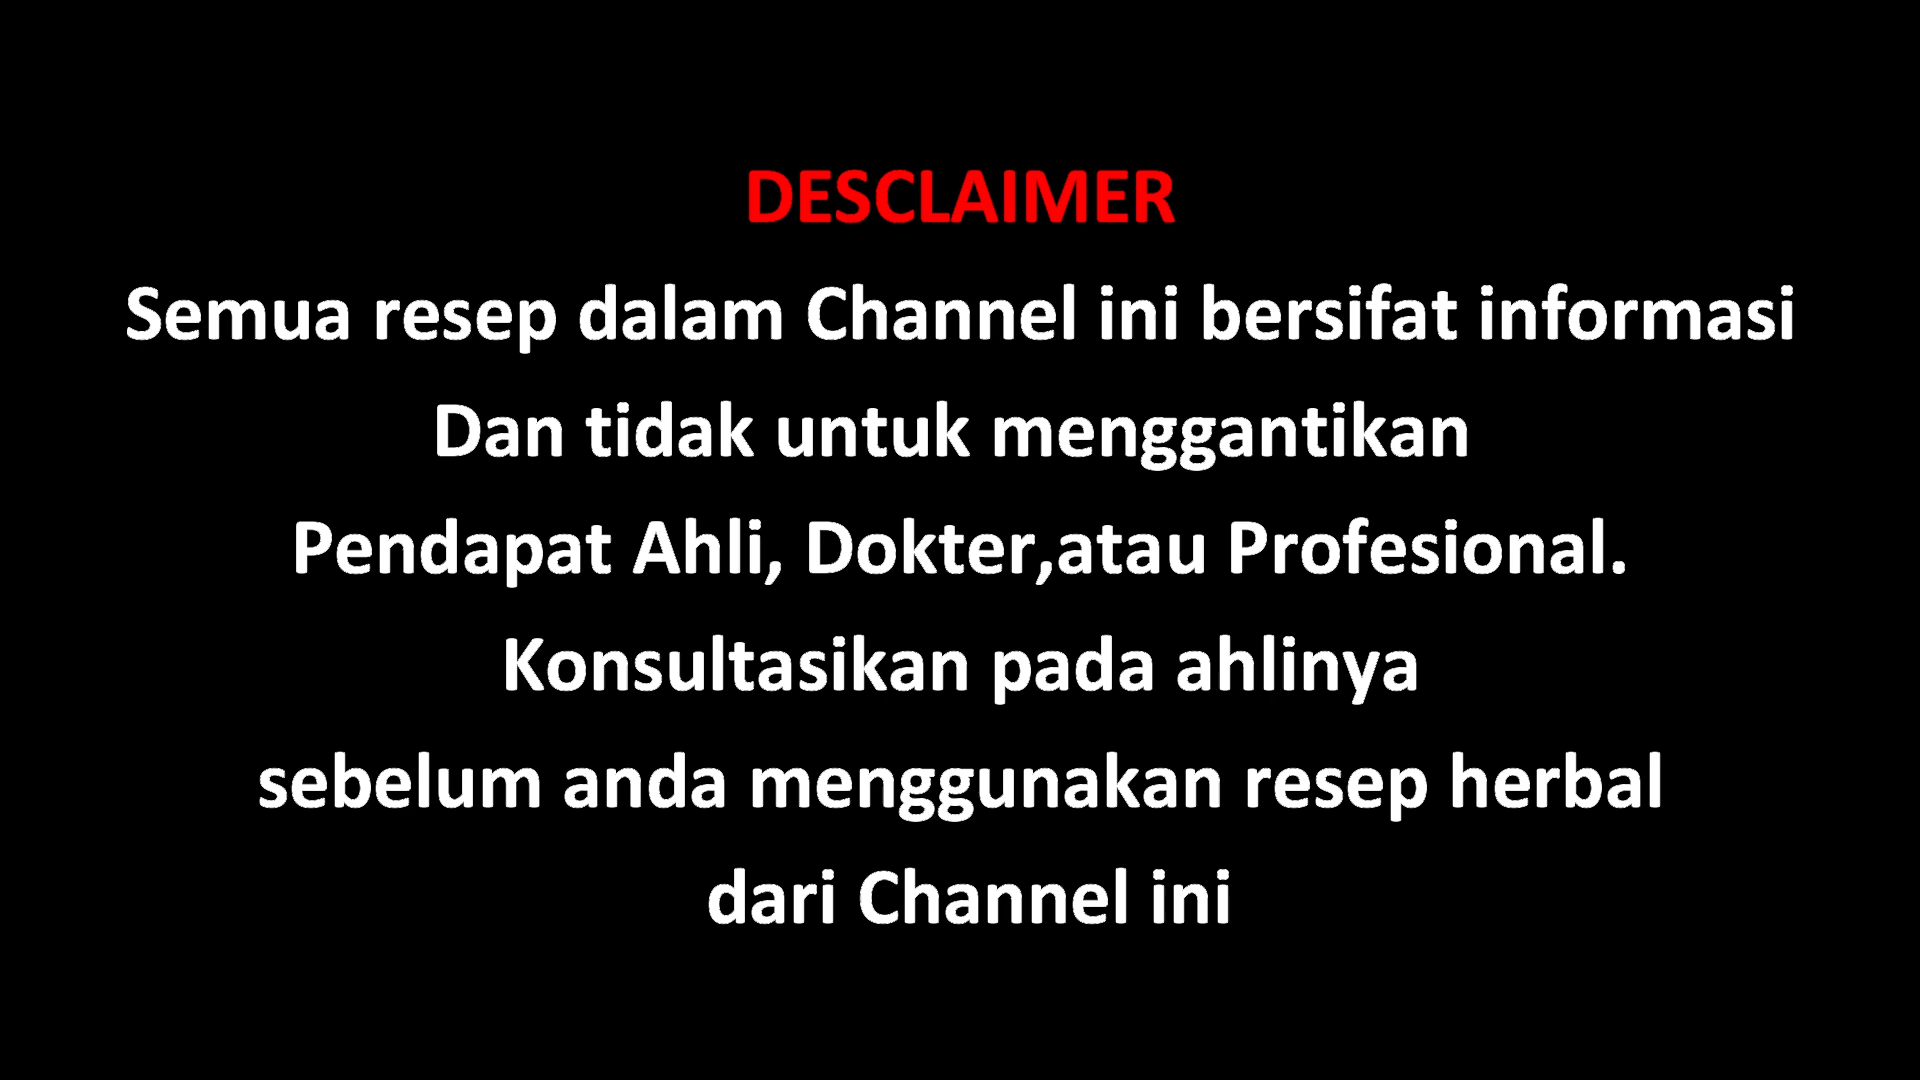 DESCLAIMER
Semua resep dalam Channel ini bersifat informasi
Dan tidak untuk menggantikan
Pendapat Ahli, Dokter,atau Profesional.
Konsultasikan pada ahlinya
sebelum anda menggunakan resep herbal
dari Channel ini